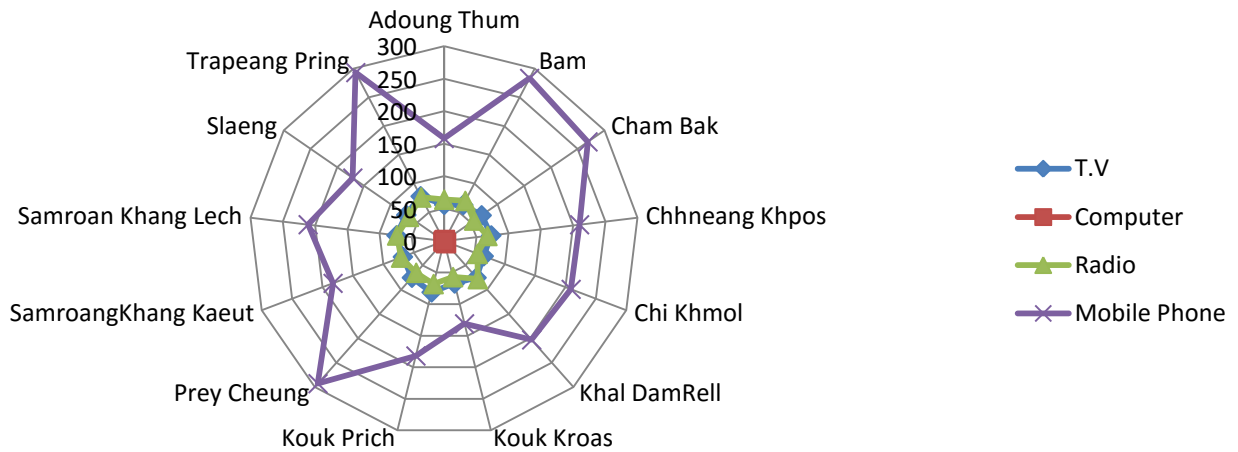 Adoung Thum
Bam
Cham Bak
Chhneang Khpos
Chi Khmol
Khal DamRell
Kouk Kroas
Kouk Prich
Prey Cheung
SamroangKhang Kaeut
Samroan Khang Lech
Slaeng
Trapeang Pring
300
250
200
150
100
50
0
T.V
Computer
Radio
Mobile Phone